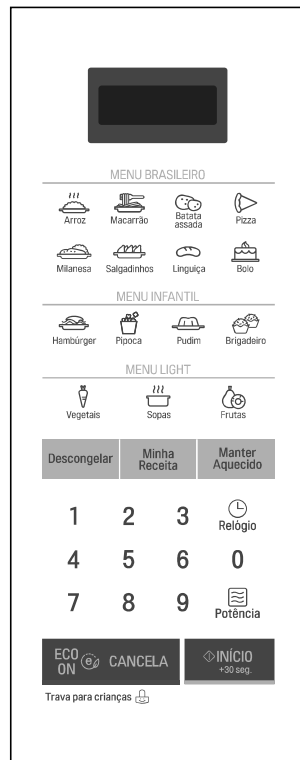 MENU BRASILEIRO
Arroz Macarrão Batata assada Pizza
Milanesa Salgadinhos Linguiça Bolo
MENU INFANTIL
Hambúrger Pipoca Pudim Brigadeiro
MENU LIGHT
Vegetais Sopas Frutas
Descongelar Minha Receita Manter Aquecido
1 2 3 Relógio
4 5 6 0
7 8 9 Potência
ECO ON e CANCELA INÍCIO +30 seg.
Trava para crianças